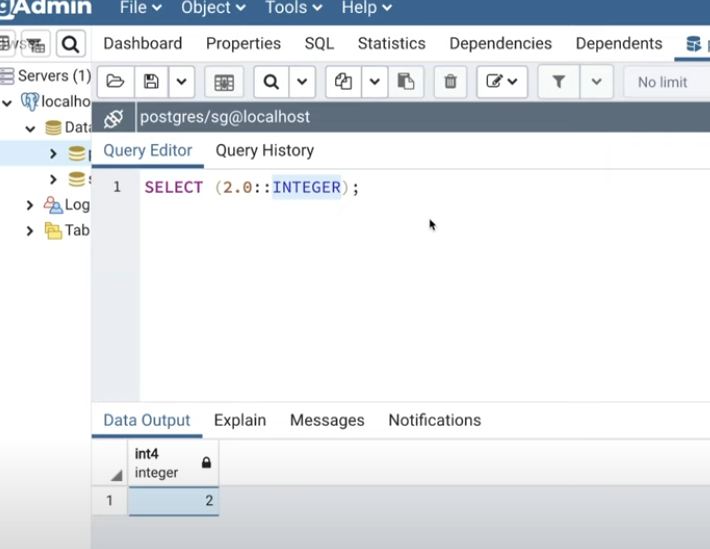 gAdmin File Object Tools Help
Dashboard Properties SQL Statistics Dependencies Dependents
Servers (1)
No limit
localho
postgres/sg@localhost
Data
Query Editor Query History
1 SELECT (2.0::INTEGER);
Log
Tab
Data Output Explain Messages Notifications
int4
integer
1 2